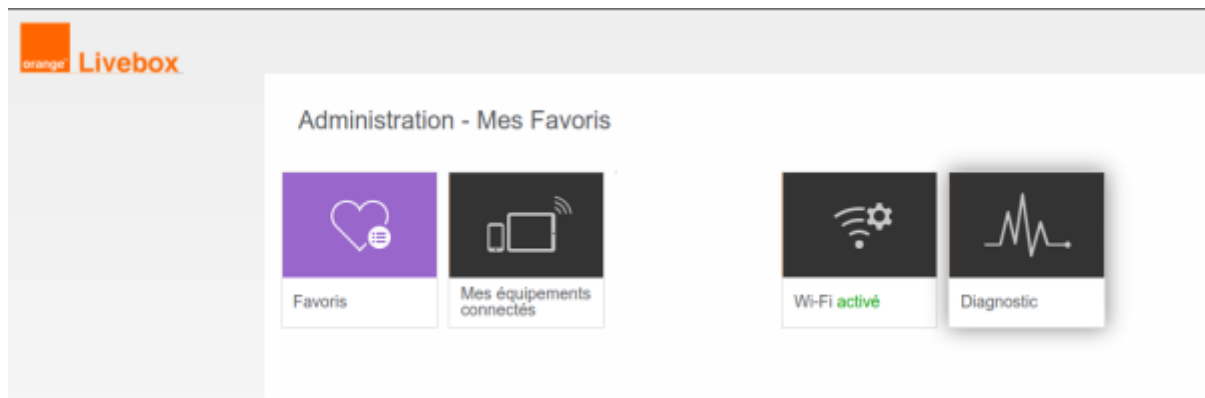 orange
Livebox
Administration - Mes Favoris
Favoris
Mes équipements
connectés
Wi-Fi activé
Diagnostic